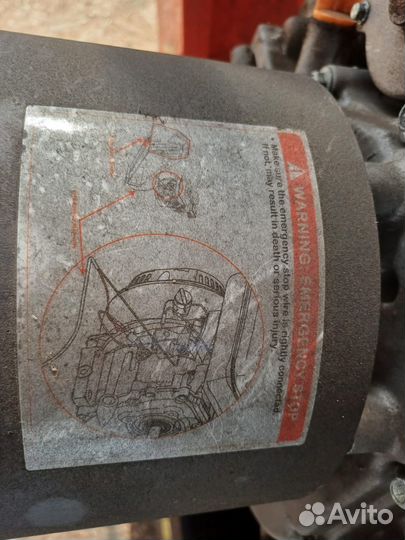 ⚠ WARNING: EMERGENCY STOP
• Make sure the emergency stop wire is rightly connected.
If not, may result in death or serious injury.
Avito